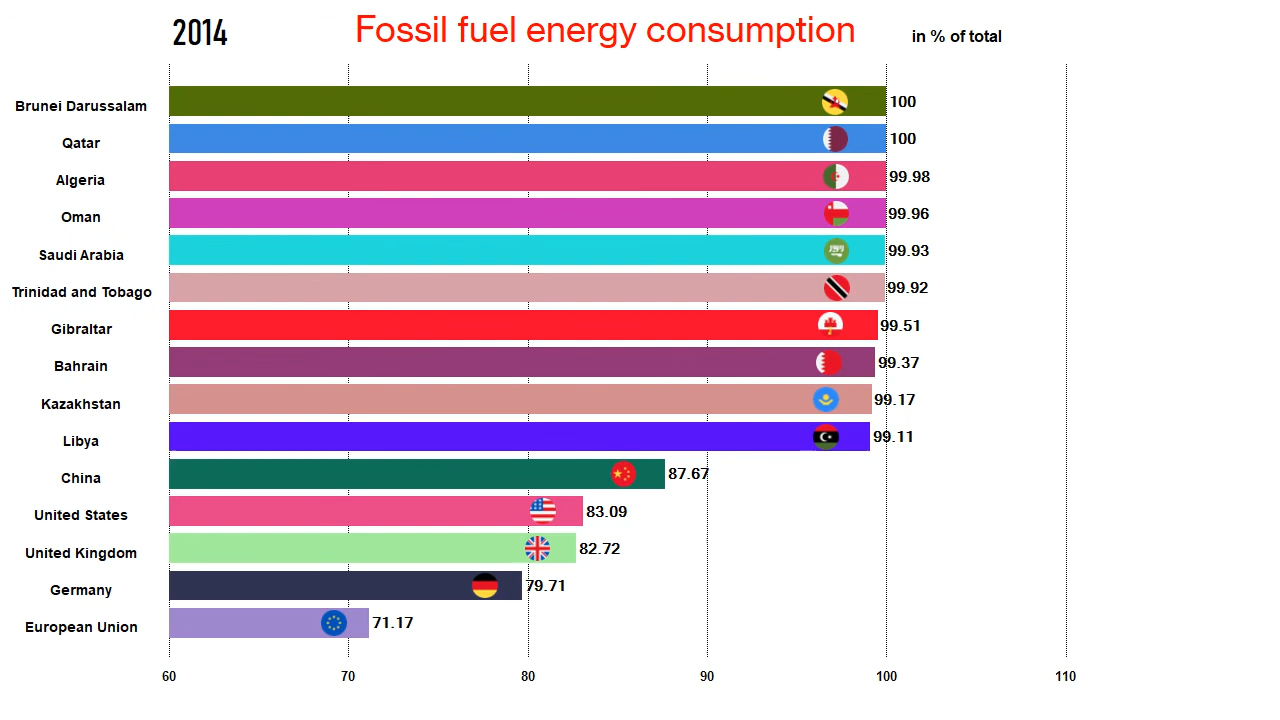 2014 Fossil fuel energy consumption in % of total
Brunei Darussalam 100
Qatar 100
Algeria 99.98
Oman 99.96
Saudi Arabia 99.93
Trinidad and Tobago 99.92
Gibraltar 99.51
Bahrain 99.37
Kazakhstan 99.17
Libya 99.11
China 87.67
United States 83.09
United Kingdom 82.72
Germany 79.71
European Union 71.17
60 70 80 90 100 110